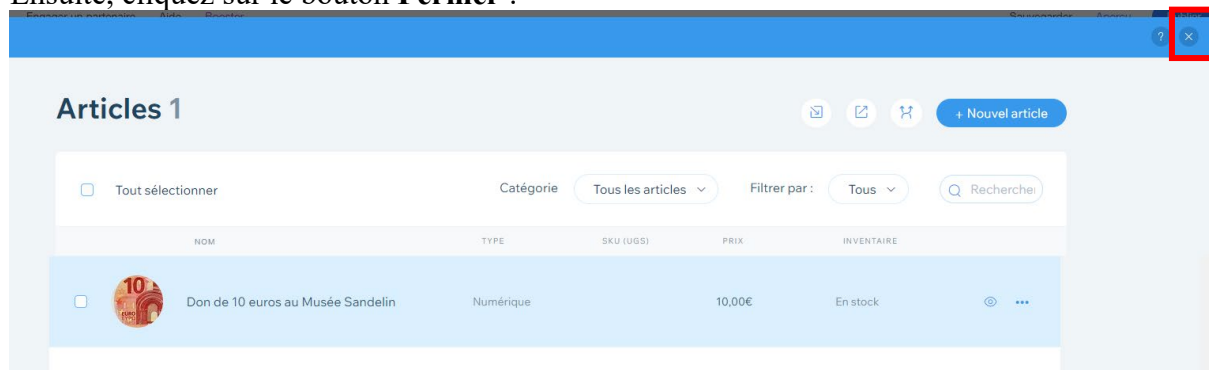 Ensuite, cliquez sur le bouton Fermer :
Engager un partenaire Aide Booster Sauvegarder Aperçu
? ×
Articles 1
+ Nouvel article
Tout sélectionner Catégorie Tous les articles Filtrer par : Tous Rechercher
NOM TYPE SKU (UGS) PRIX INVENTAIRE
10
EURO
Don de 10 euros au Musée Sandelin Numérique 10,00€ En stock